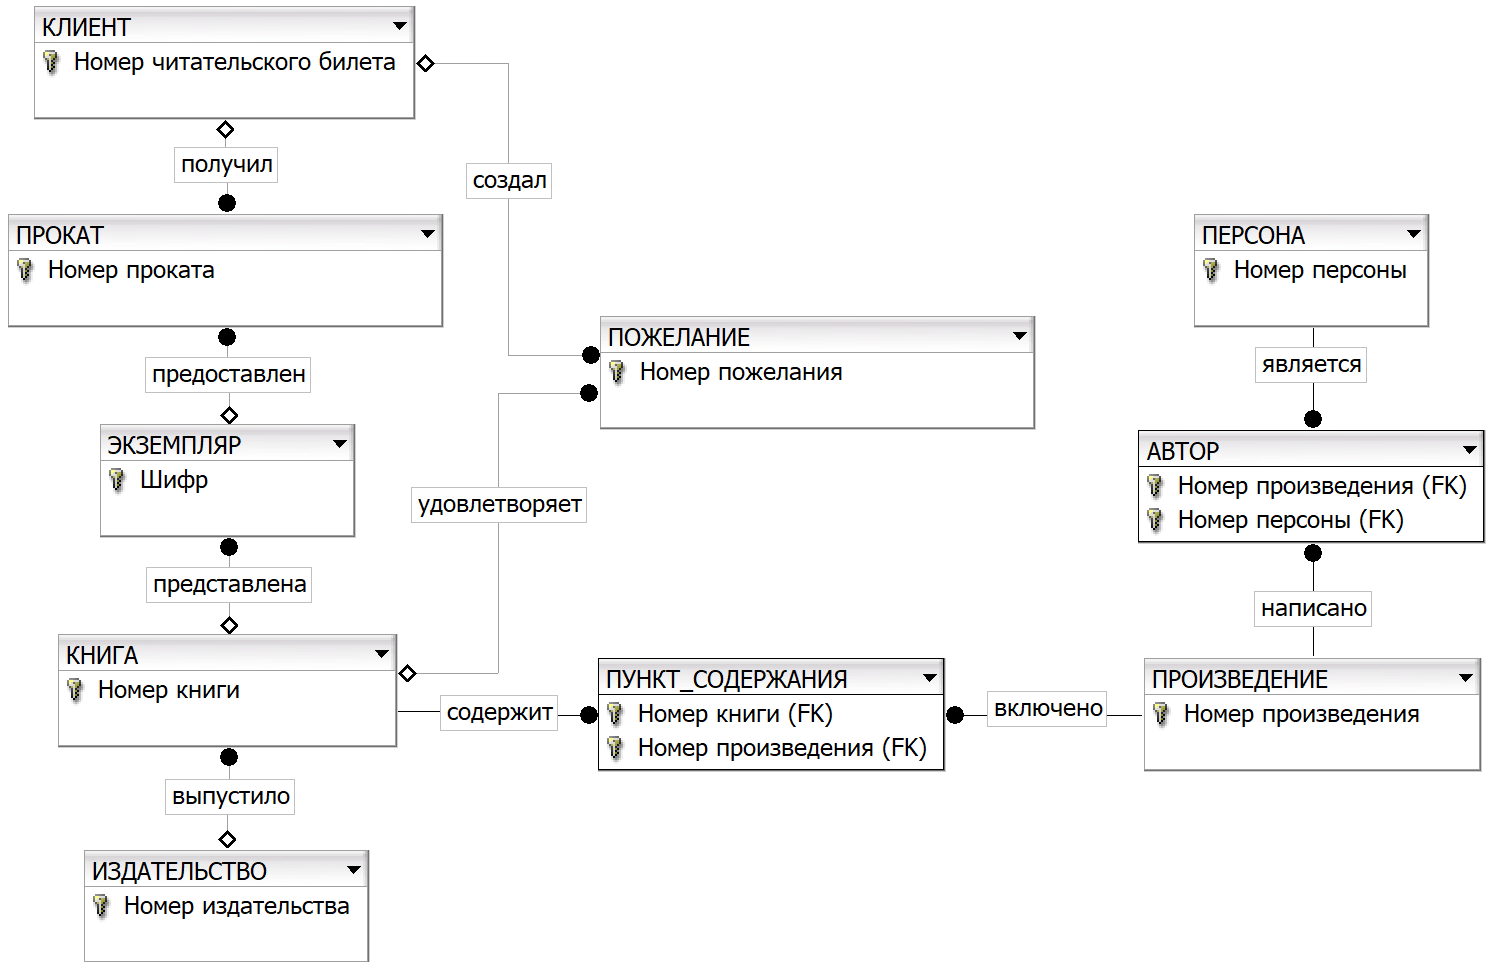 КЛИЕНТ
Номер читательского билета
получил
создал
ПРОКАТ
Номер проката
предоставлен
ЭКЗЕМПЛЯР
Шифр
представлена
удовлетворяет
ПОЖЕЛАНИЕ
Номер пожелания
ПЕРСОНА
Номер персоны
является
АВТОР
Номер произведения (FK)
Номер персоны (FK)
написано
КНИГА
Номер книги
содержит
ПУНКТ_СОДЕРЖАНИЯ
Номер книги (FK)
Номер произведения (FK)
включено
ПРОИЗВЕДЕНИЕ
Номер произведения
выпустило
ИЗДАТЕЛЬСТВО
Номер издательства